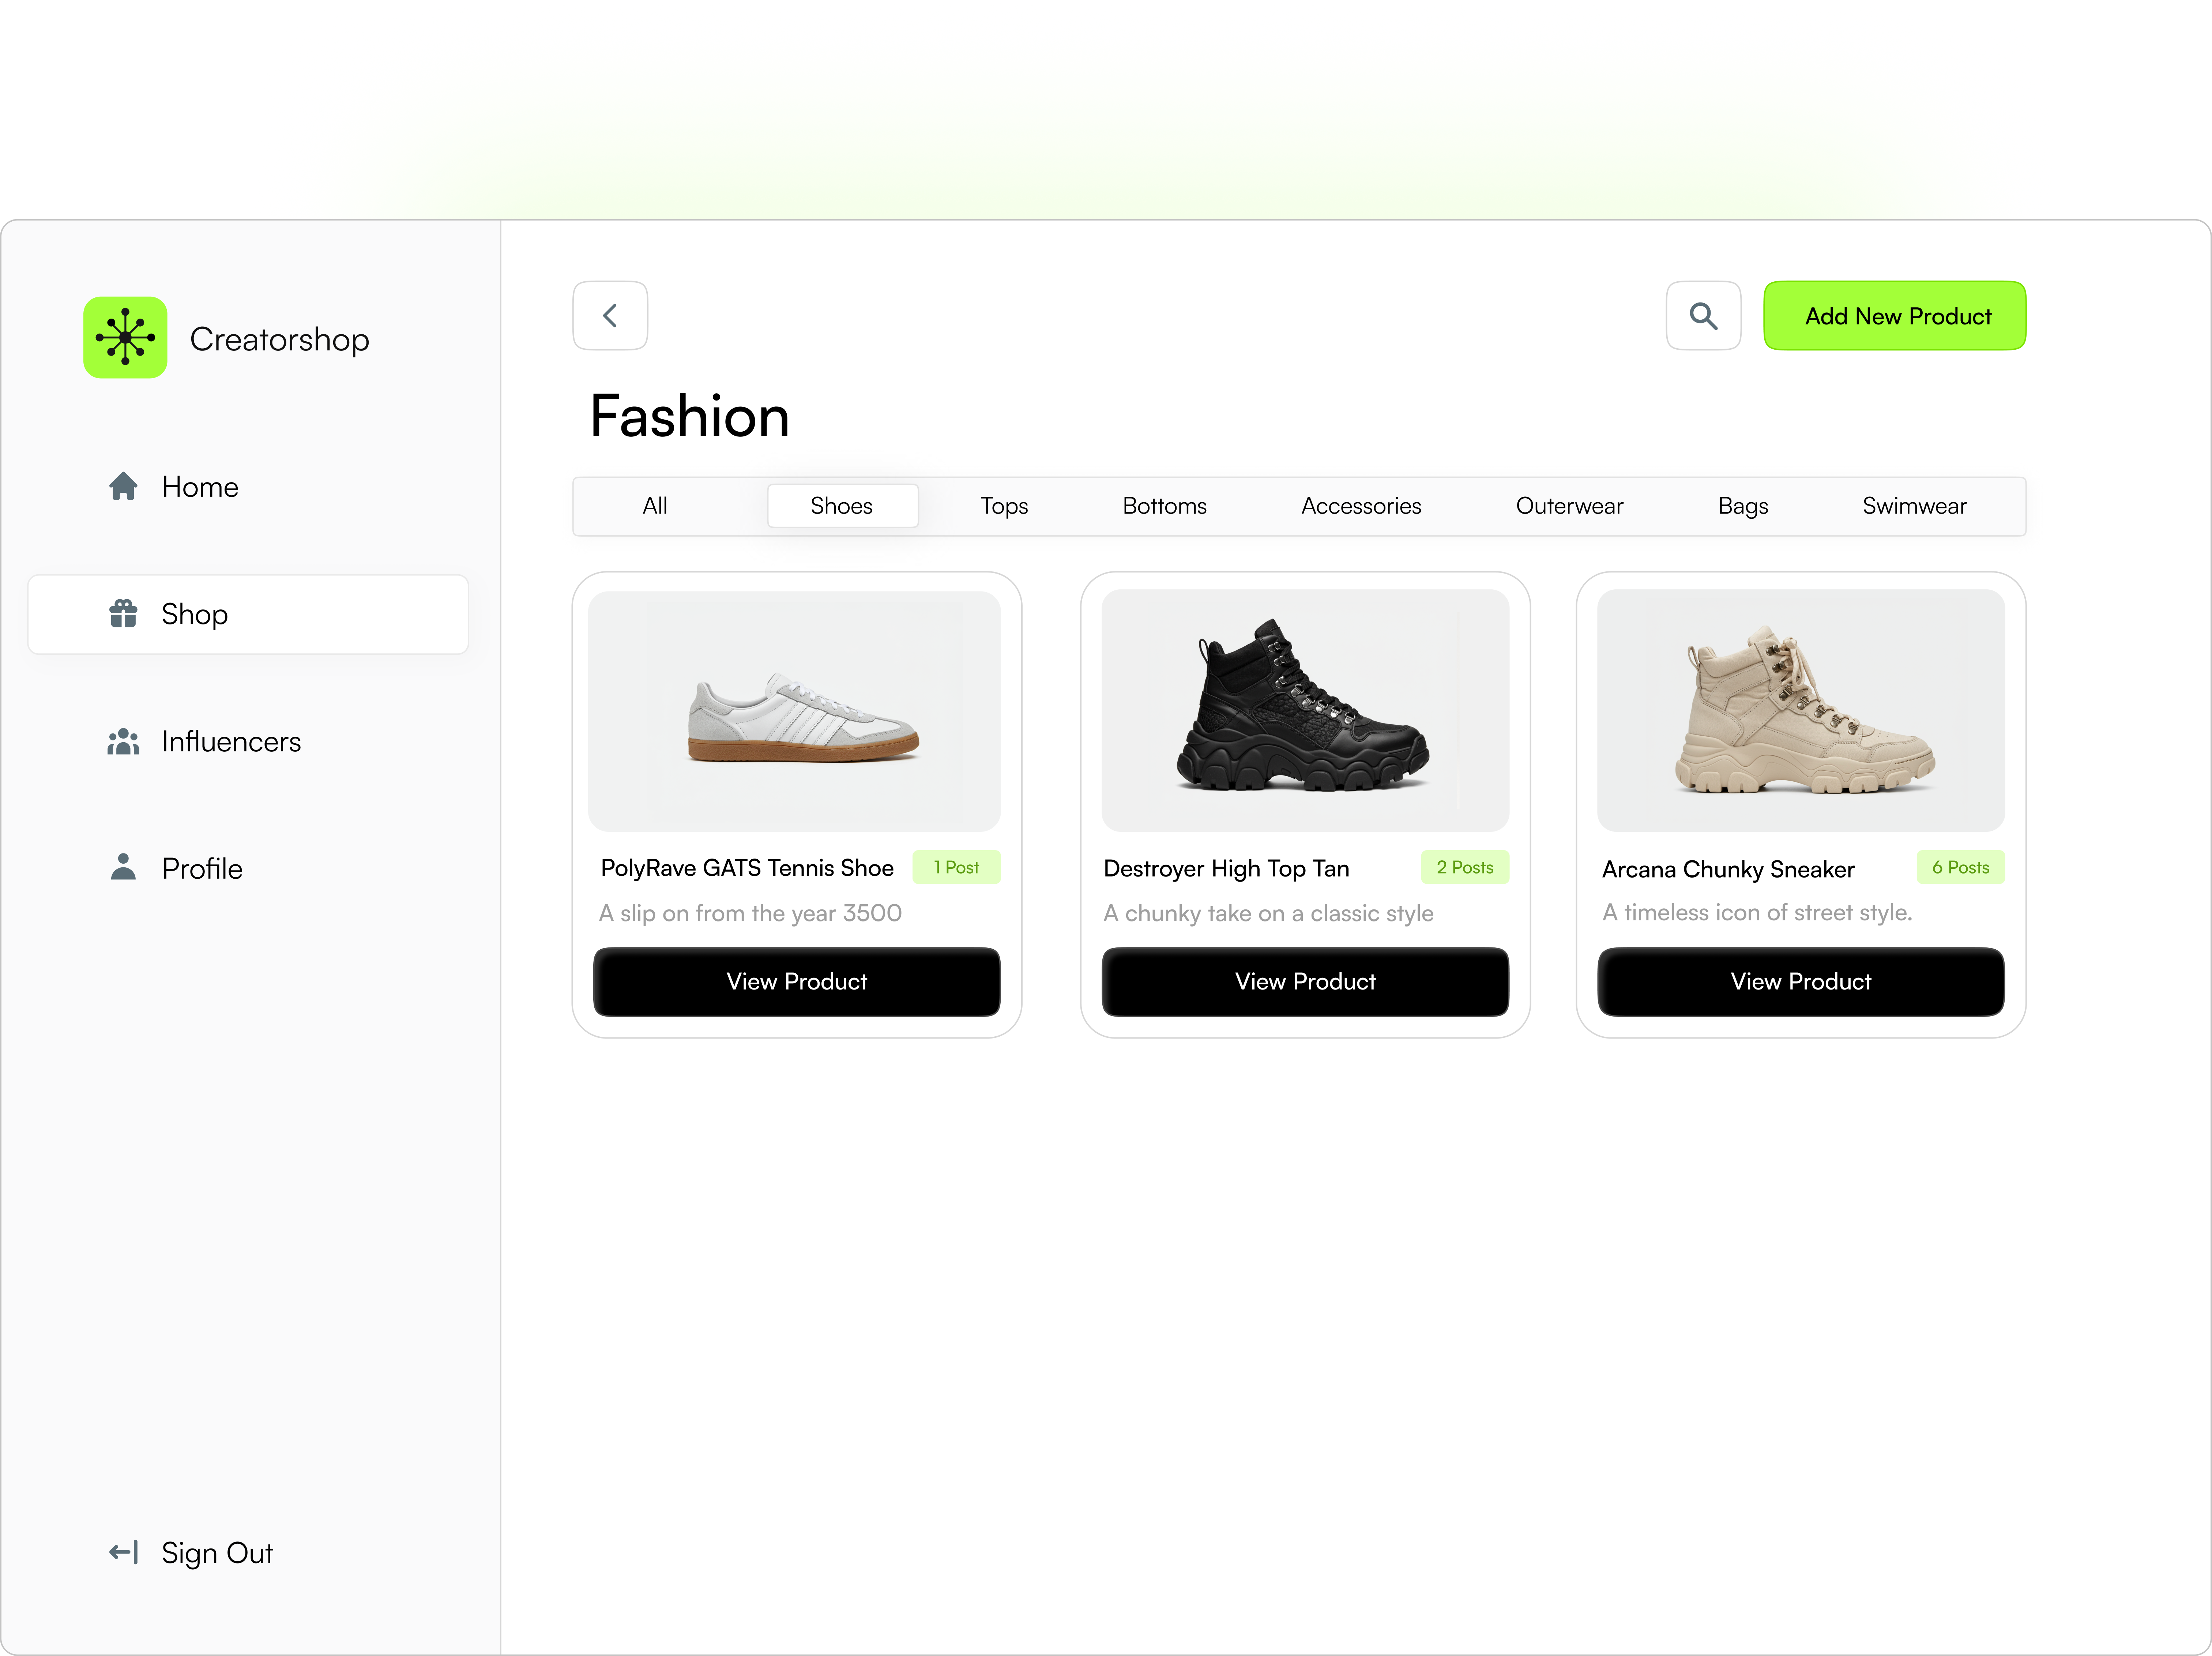 Creatorshop
Home
Shop
Influencers
Profile
Sign Out
Add New Product
Fashion
All Shoes Tops Bottoms Accessories Outerwear Bags Swimwear
PolyRave GATS Tennis Shoe 1 Post
A slip on from the year 3500
View Product
Destroyer High Top Tan 2 Posts
A chunky take on a classic style
View Product
Arcana Chunky Sneaker 6 Posts
A timeless icon of street style.
View Product